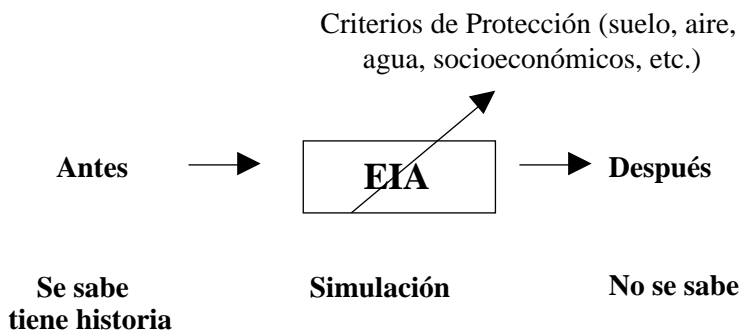 Criterios de Protección (suelo, aire,
agua, socioeconómicos, etc.)
Antes
EIA
Después
Se sabe
tiene historia
Simulación
No se sabe